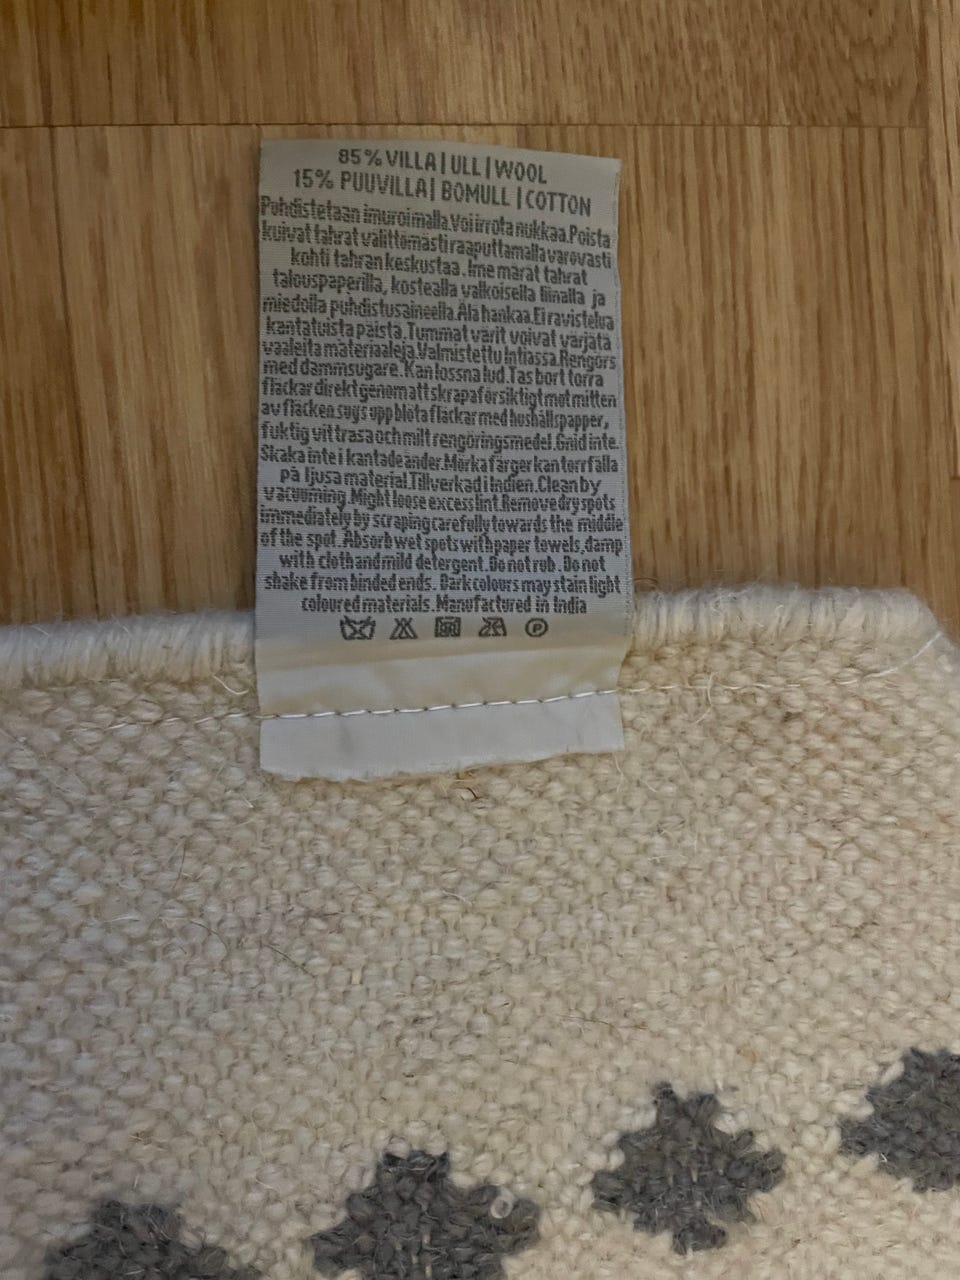 85% VILLA | ULL | WOOL
15% PUUVILLA | BOMULL | COTTON
Puhdistetaan imuroimalla.Voi irrota nukkaa.Poista
kuivat tahrat välittömästi raaputtamalla varovasti
kohti tahran keskustaa. Ime märät tahrat
talouspaperilla, kostealla valkoisella liinalla ja
miedolla puhdistusaineella.Älä hankaa.Ei ravistelua
kantatuista päistä.Tummat värit voivat värjätä
vaaleita materiaaleja.Valmistettu Intiassa.Rengörs
med dammsugare. Kan lossna lud.Tas bort torra
fläckar direkt genom att skrapa försiktigt mot mitten
av fläcken.sugs upp blöta fläckar med hushållspapper,
fuktig vit trasa och milt rengöringsmedel.Gnid inte.
Skaka inte i kantade änder.Mörka färger kan torrfälla
på ljusa material.Tillverkad i Indien.Clean by
vacuuming.Might loose excess lint.Remove dry spots
immediately by scraping carefully towards the middle
of the spot. Absorb wet spots with paper towels,damp
with cloth and mild detergent.Do not rub. Do not
shake from binded ends. Dark colours may stain light
coloured materials. Manufactured in India
P